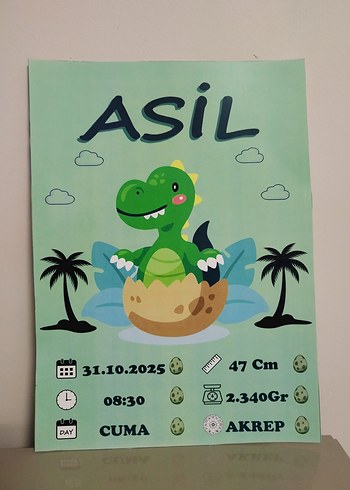 ASİL
31.10.2025 47 Cm
08:30 2.340Gr
DAY CUMA AKREP